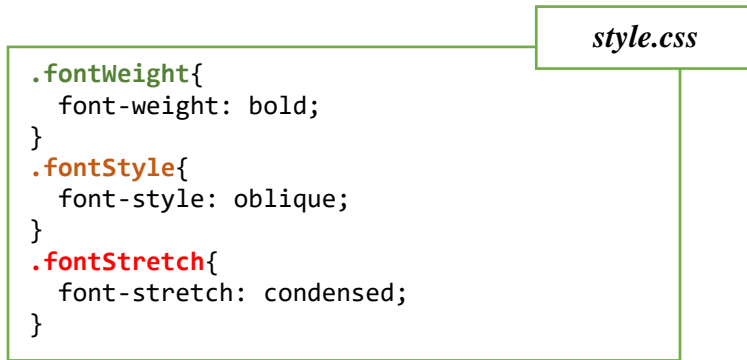 style.css
.fontWeight{
  font-weight: bold;
}
.fontStyle{
  font-style: oblique;
}
.fontStretch{
  font-stretch: condensed;
}